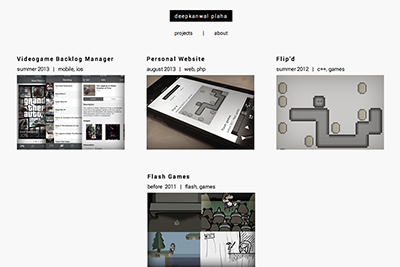 deepkanwal plaha
projects | about
Videogame Backlog Manager
summer 2013 | mobile, ios
Personal Website
august 2013 | web, php
Flip'd
summer 2012 | c++, games
Flash Games
before 2011 | flash, games